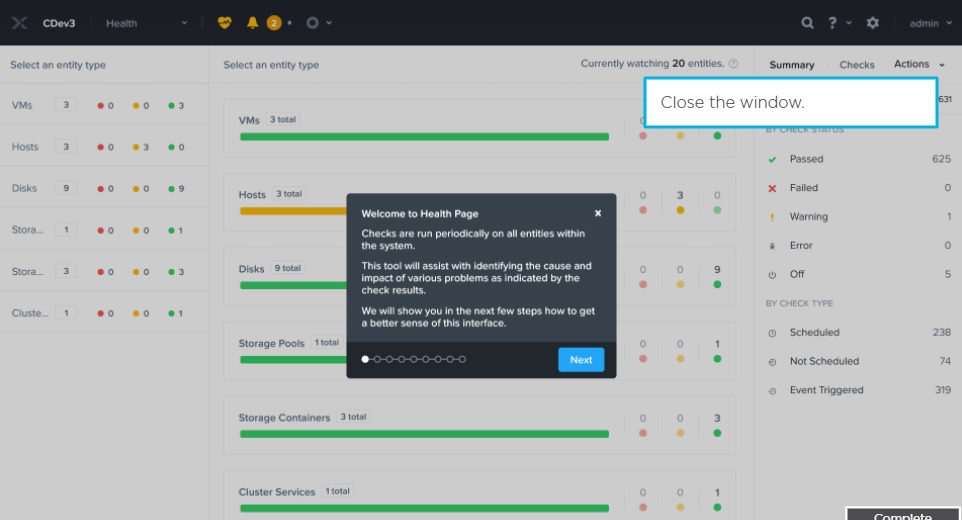 CDev3
Health
2
?
admin
Select an entity type
Select an entity type
Currently watching 20 entities. ?
Summary
Checks
Actions
Close the window.
631
VMs 3 0 0 3
Hosts 3 0 3 0
Disks 9 0 0 9
Stora... 1 0 0 1
Stora... 3 0 0 3
Cluste... 1 0 0 1
VMs 3 total
0
Hosts 3 total 0 3 0
Disks 9 total 0 0 9
Storage Pools 1 total 0 0 1
Storage Containers 3 total 0 0 3
Cluster Services 1 total 0 0 1
Welcome to Health Page
x
Checks are run periodically on all entities within
the system.
This tool will assist with identifying the cause and
impact of various problems as indicated by the
check results.
We will show you in the next few steps how to get
a better sense of this interface.
Next
BY CHECK STATUS
Passed 625
Failed 0
Warning 1
Error 0
Off 5
BY CHECK TYPE
Scheduled 238
Not Scheduled 74
Event Triggered 319
Complete